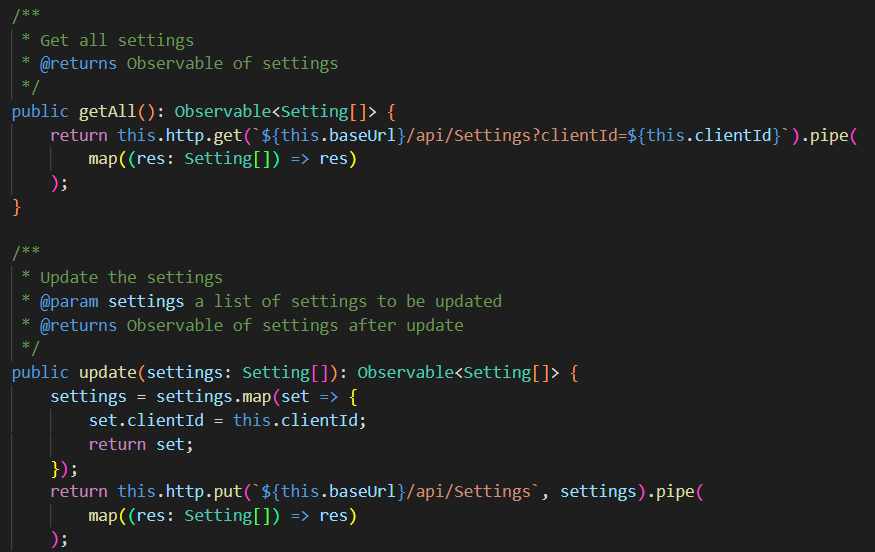 /**
 * Get all settings
 * @returns Observable of settings
 */
public getAll(): Observable<Setting[]> {
    return this.http.get(`${this.baseUrl}/api/Settings?clientId=${this.clientId}`).pipe(
        map((res: Setting[]) => res)
    );
}

/**
 * Update the settings
 * @param settings a list of settings to be updated
 * @returns Observable of settings after update
 */
public update(settings: Setting[]): Observable<Setting[]> {
    settings = settings.map(set => {
        set.clientId = this.clientId;
        return set;
    });
    return this.http.put(`${this.baseUrl}/api/Settings`, settings).pipe(
        map((res: Setting[]) => res)
    );